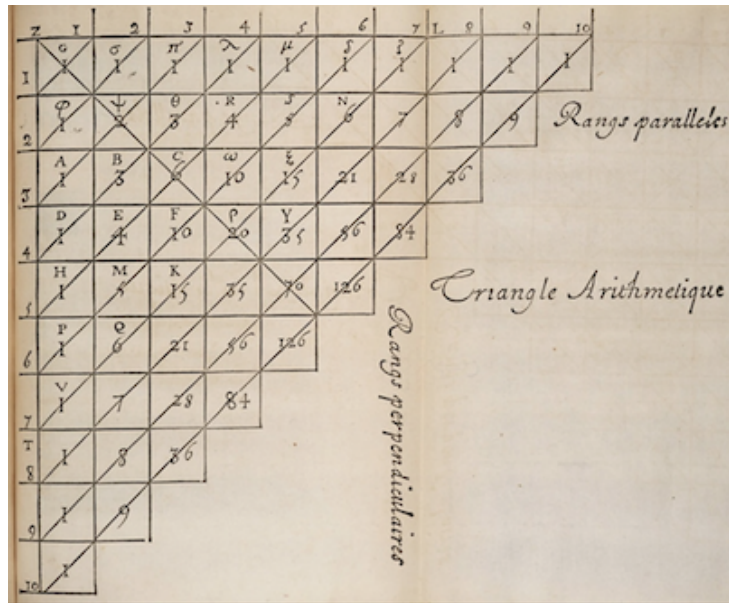 Z 1 2 3 4 5 6 7 L 8 9 10
G σ π λ μ δ ζ
1 1 1 1 1 1 1 1 1 1 1
φ ψ θ R S N
2 1 2 3 4 5 6 7 8 9 Rangs paralleles
A B C ω ξ
3 1 3 6 10 15 21 28 36
D E F ρ Y
4 1 4 10 20 35 56 84
H M K
5 1 5 15 35 70 126 Triangle Arithmetique
P Q
6 1 6 21 56 126
V
7 1 7 28 84
T
8 1 8 36
9 1 9
10 1
Rangs perpendiculaires